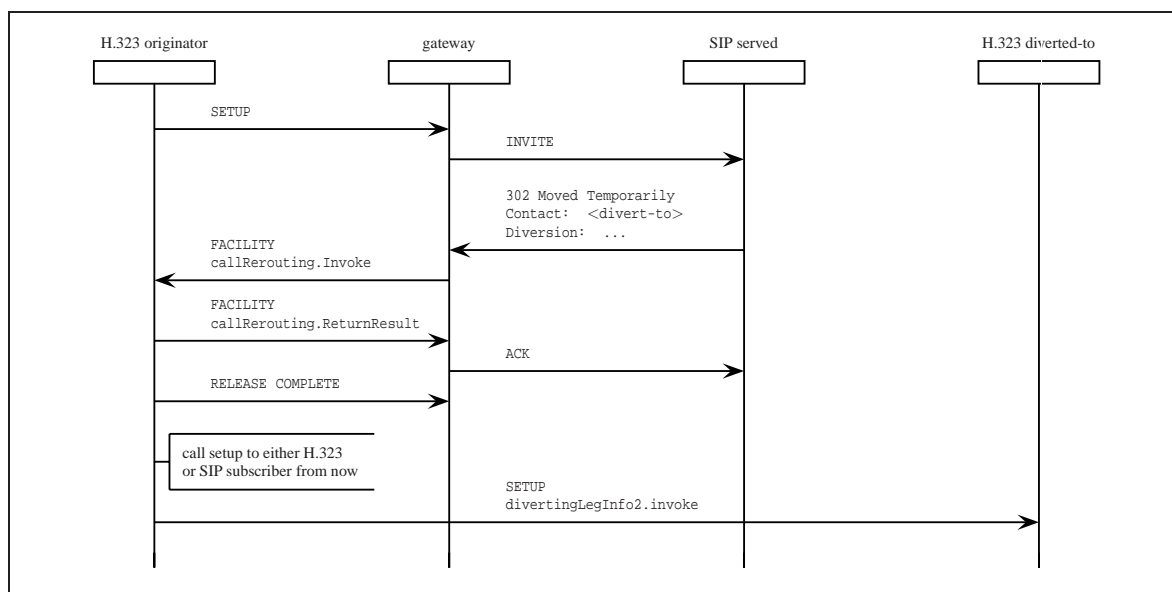 H.323 originator
gateway
SIP served
H.323 diverted-to
SETUP
INVITE
302 Moved Temporarily
Contact: <divert-to>
Diversion: ...
FACILITY
callRerouting.Invoke
FACILITY
callRerouting.ReturnResult
ACK
RELEASE COMPLETE
call setup to either H.323
or SIP subscriber from now
SETUP
divertingLegInfo2.invoke